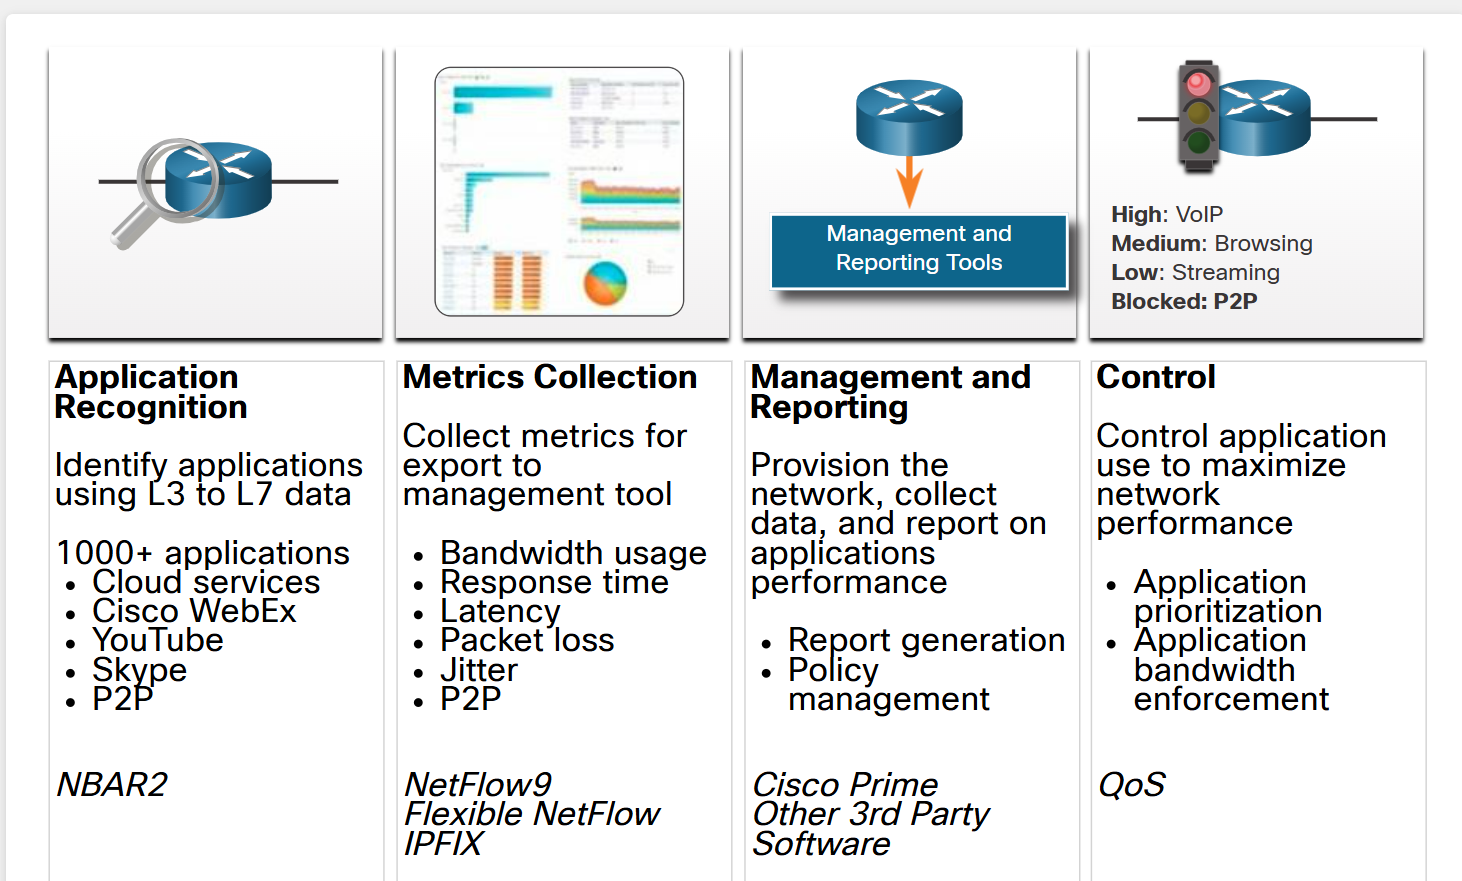 Management and
Reporting Tools
High: VoIP
Medium: Browsing
Low: Streaming
Blocked: P2P
Application
Recognition
Identify applications
using L3 to L7 data
1000+ applications
• Cloud services
• Cisco WebEx
• YouTube
• Skype
• P2P
NBAR2
Metrics Collection
Collect metrics for
export to
management tool
• Bandwidth usage
• Response time
• Latency
• Packet loss
• Jitter
• P2P
NetFlow9
Flexible NetFlow
IPFIX
Management and
Reporting
Provision the
network, collect
data, and report on
applications
performance
• Report generation
• Policy
management
Cisco Prime
Other 3rd Party
Software
Control
Control application
use to maximize
network
performance
• Application
prioritization
• Application
bandwidth
enforcement
QoS